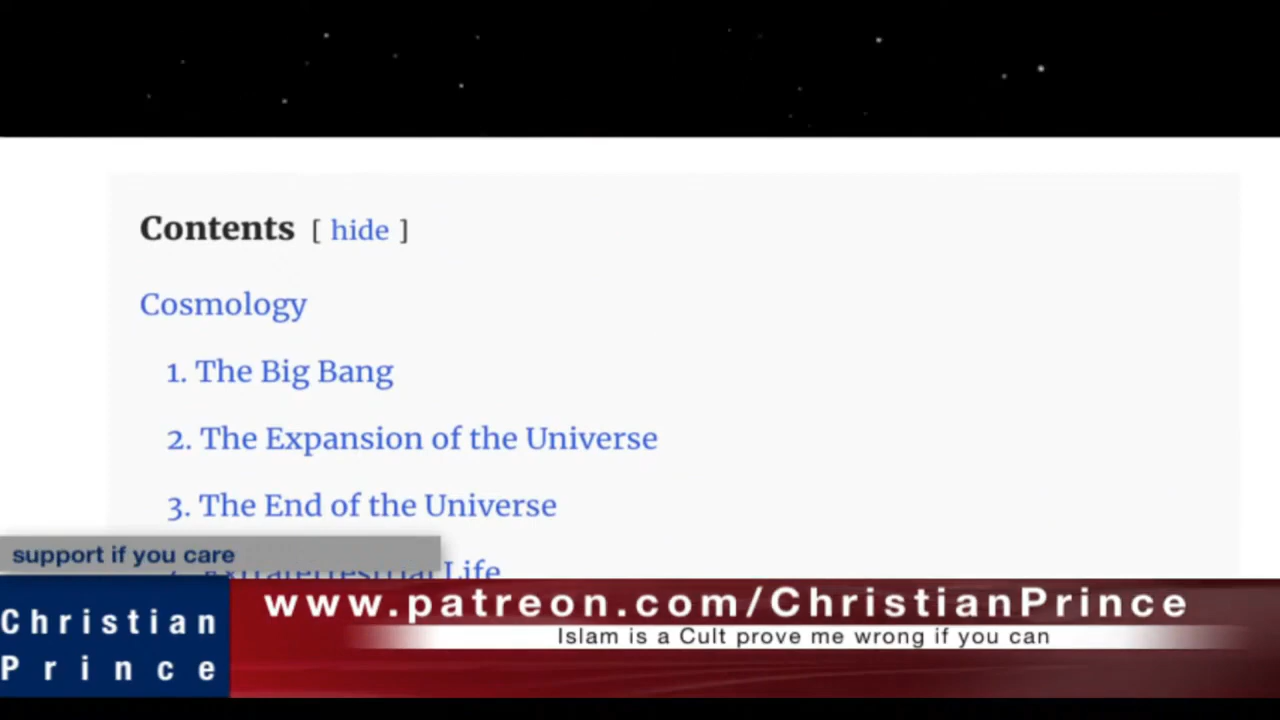 Contents [ hide ]
Cosmology
1. The Big Bang
2. The Expansion of the Universe
3. The End of the Universe
Life
support if you care
Christian
Prince
www.patreon.com/ChristianPrince
Islam is a Cult prove me wrong if you can